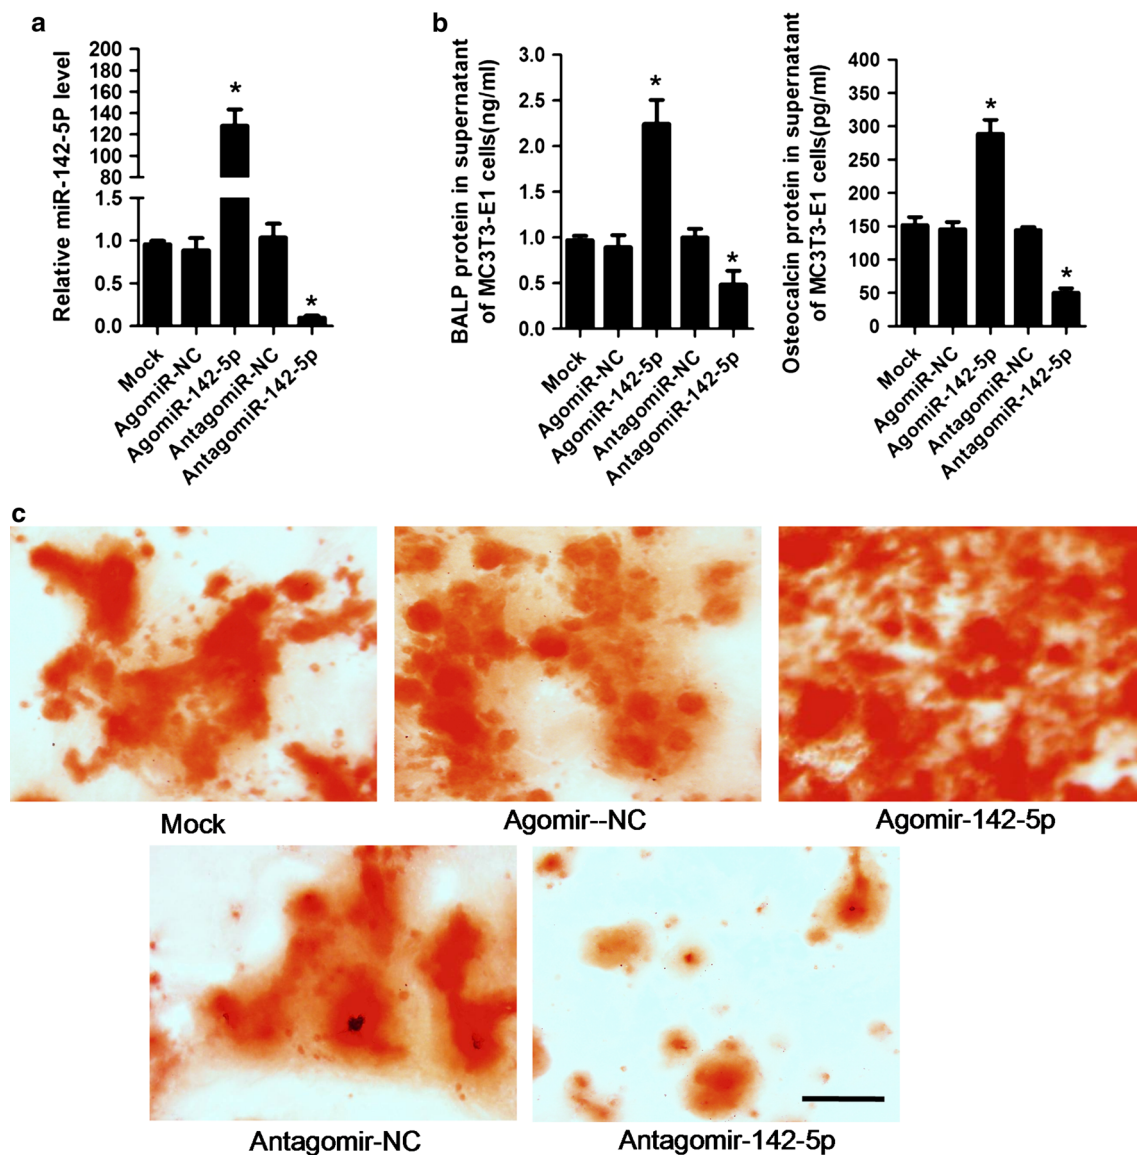 a
Relative miR-142-5P level
200
180
160
140
120
100
80
1.5
1.0
0.5
0.0
*
*
Mock
AgomiR-NC
AgomiR-142-5p
AntagomiR-NC
AntagomiR-142-5p
b
BALP protein in supernatant
of MC3T3-E1 cells(ng/ml)
3.0
2.5
2.0
1.5
1.0
0.5
0.0
*
*
Mock
AgomiR-NC
AgomiR-142-5p
AntagomiR-NC
AntagomiR-142-5p
Osteocalcin protein in supernatant
of MC3T3-E1 cells(pg/ml)
400
350
300
250
200
150
100
50
0
*
*
Mock
AgomiR-NC
AgomiR-142-5p
AntagomiR-NC
AntagomiR-142-5p
c
Mock
Agomir--NC
Agomir-142-5p
Antagomir-NC
Antagomir-142-5p